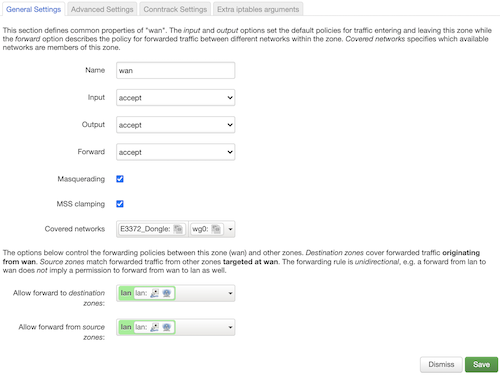 General Settings Advanced Settings Conntrack Settings Extra iptables arguments
This section defines common properties of "wan". The input and output options set the default policies for traffic entering and leaving this zone while
the forward option describes the policy for forwarded traffic between different networks within the zone. Covered networks specifies which available
networks are members of this zone.
Name wan
Input accept
Output accept
Forward accept
Masquerading
MSS clamping
Covered networks E3372_Dongle: wg0:
The options below control the forwarding policies between this zone (wan) and other zones. Destination zones cover forwarded traffic originating
from wan. Source zones match forwarded traffic from other zones targeted at wan. The forwarding rule is unidirectional, e.g. a forward from lan to
wan does not imply a permission to forward from wan to lan as well.
Allow forward to destination lan lan:
zones:
Allow forward from source lan lan:
zones:
Dismiss Save